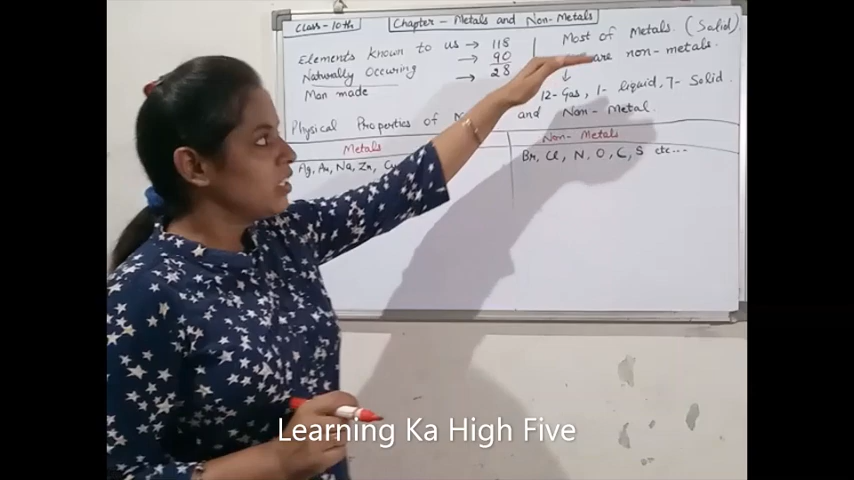 Class - 10th
Chapter - Metals and Non-Metals
Elements known to us → 118
Naturally Occuring → 90
Man made → 28
Most of Metals. (Solid)
are non-metals.
12- Gas, 1- liquid, 7- Solid.
and Non-Metal.
Physical Properties of
Metals
Non-Metals
Ag, Au, Na, Zn, Cu
Br, Cl, N, O, C, S etc...
Learning Ka High Five